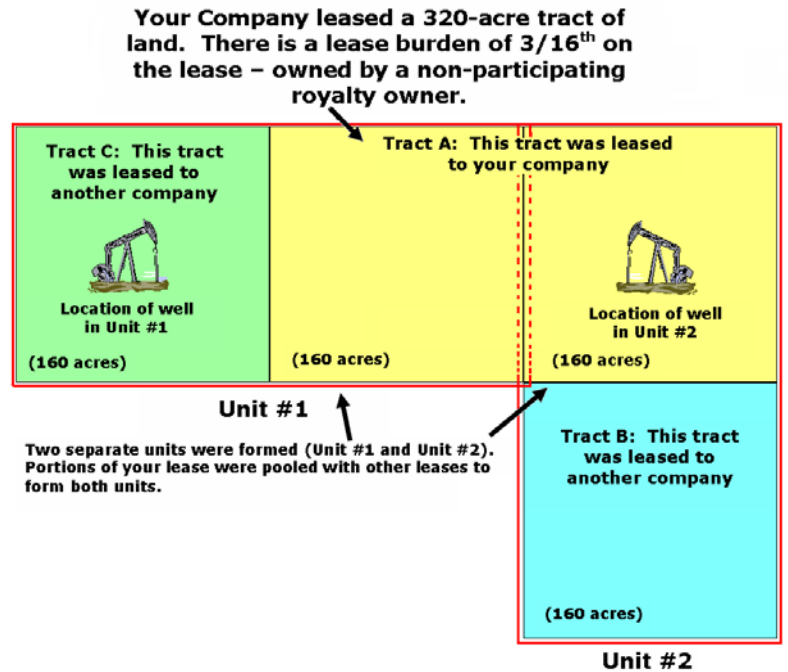 Your Company leased a 320-acre tract of
land. There is a lease burden of 3/16th on
the lease – owned by a non-participating
royalty owner.
Tract C: This tract
was leased to
another company
Tract A: This tract was leased
to your company
Location of well
in Unit #1
Location of well
in Unit #2
(160 acres)
(160 acres)
(160 acres)
Unit #1
Two separate units were formed (Unit #1 and Unit #2).
Portions of your lease were pooled with other leases to
form both units.
Tract B: This tract
was leased to
another company
(160 acres)
Unit #2